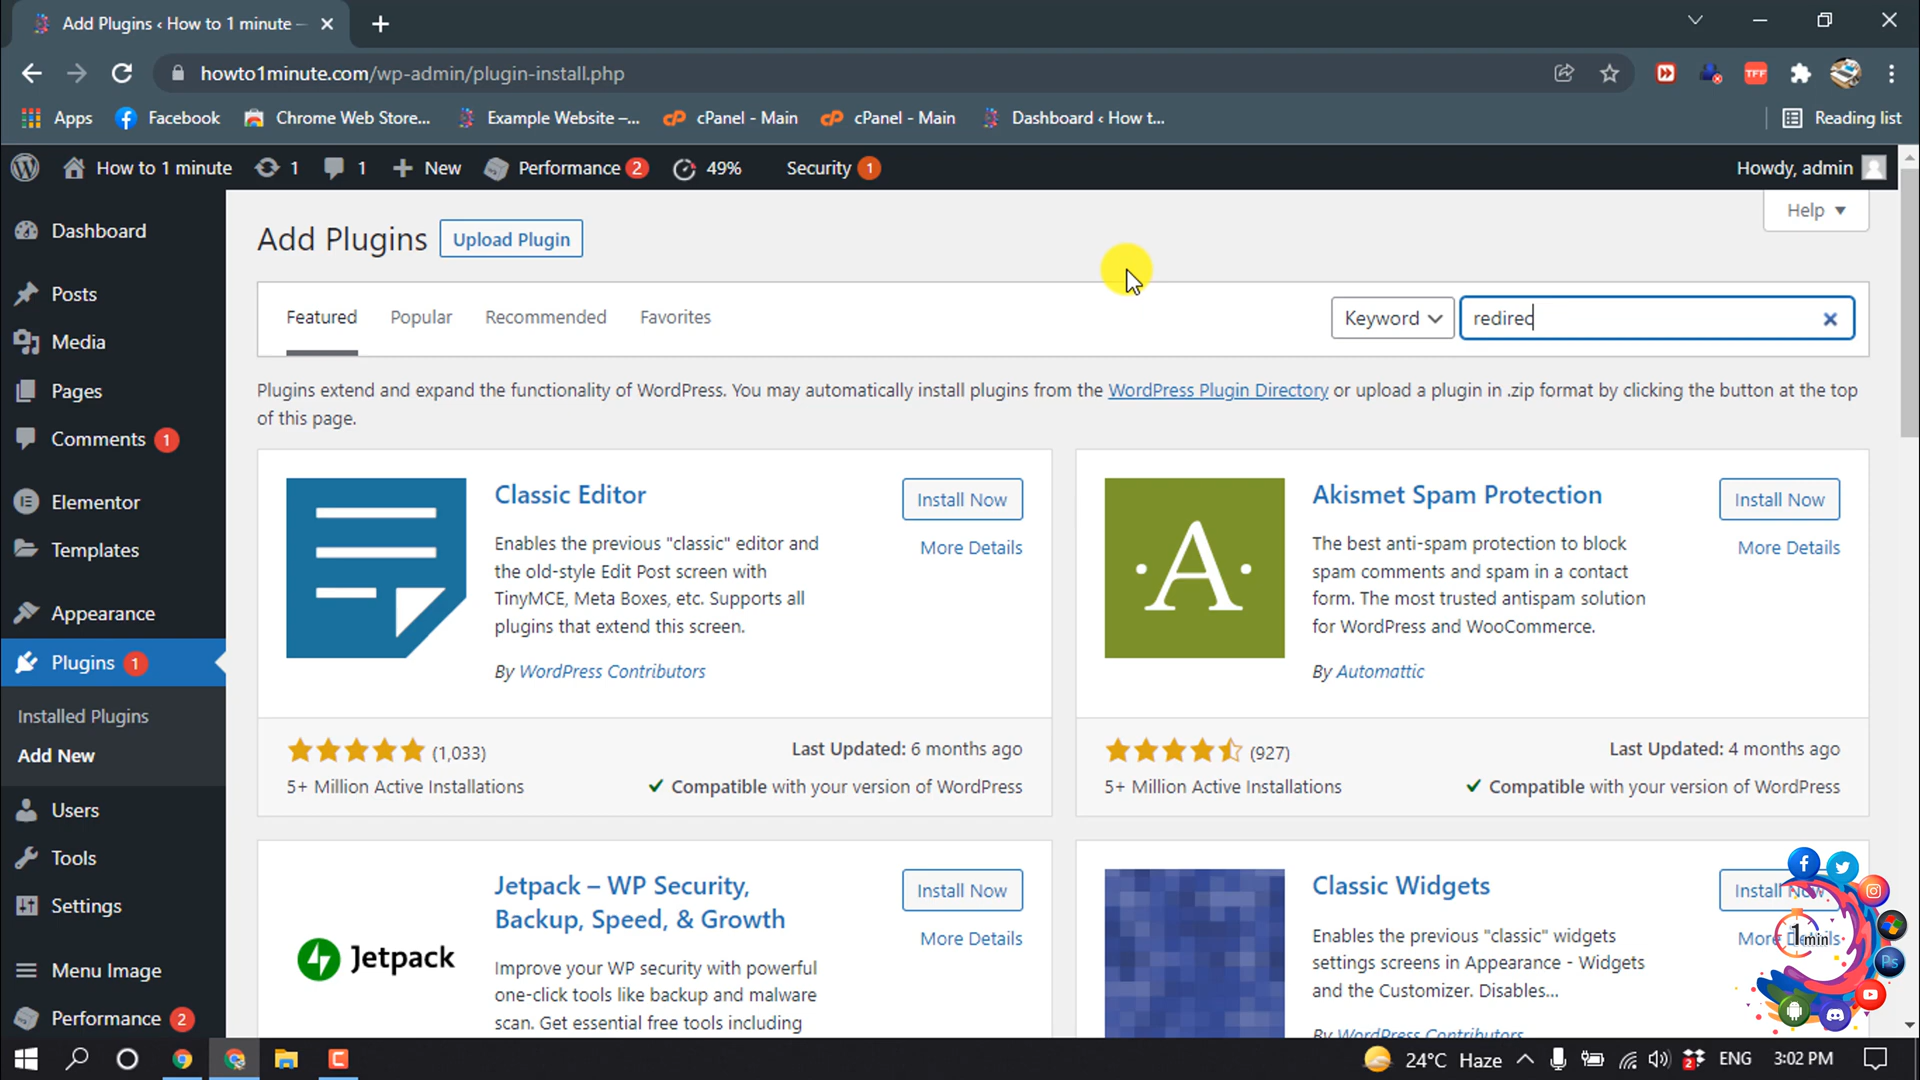 Add Plugins ‹ How to 1 minute —
howto1minute.com/wp-admin/plugin-install.php
TFF
Apps Facebook Chrome Web Store... Example Website –... cPanel - Main cPanel - Main Dashboard ‹ How t... Reading list
How to 1 minute 1 1 New Performance 2 49% Security 1 Howdy, admin
Help
Dashboard
Posts
Media
Pages
Comments 1
Elementor
Templates
Appearance
Plugins 1
Installed Plugins
Add New
Users
Tools
Settings
Menu Image
Performance 2
Add Plugins Upload Plugin
Featured Popular Recommended Favorites Keyword redirec
Plugins extend and expand the functionality of WordPress. You may automatically install plugins from the WordPress Plugin Directory or upload a plugin in .zip format by clicking the button at the top
of this page.
Classic Editor
Install Now
More Details
Enables the previous "classic" editor and
the old-style Edit Post screen with
TinyMCE, Meta Boxes, etc. Supports all
plugins that extend this screen.
By WordPress Contributors
(1,033)
Last Updated: 6 months ago
5+ Million Active Installations
Compatible with your version of WordPress
A
Akismet Spam Protection
Install Now
More Details
The best anti-spam protection to block
spam comments and spam in a contact
form. The most trusted antispam solution
for WordPress and WooCommerce.
By Automattic
(927)
Last Updated: 4 months ago
5+ Million Active Installations
Compatible with your version of WordPress
Jetpack
Jetpack – WP Security,
Backup, Speed, & Growth
Install Now
More Details
Improve your WP security with powerful
one-click tools like backup and malware
scan. Get essential free tools including
Classic Widgets
Install Now
More Details
Enables the previous "classic" widgets
settings screens in Appearance - Widgets
and the Customizer. Disables...
By WordPress Contributors
1min
Ps
24°C Haze ENG 3:02 PM